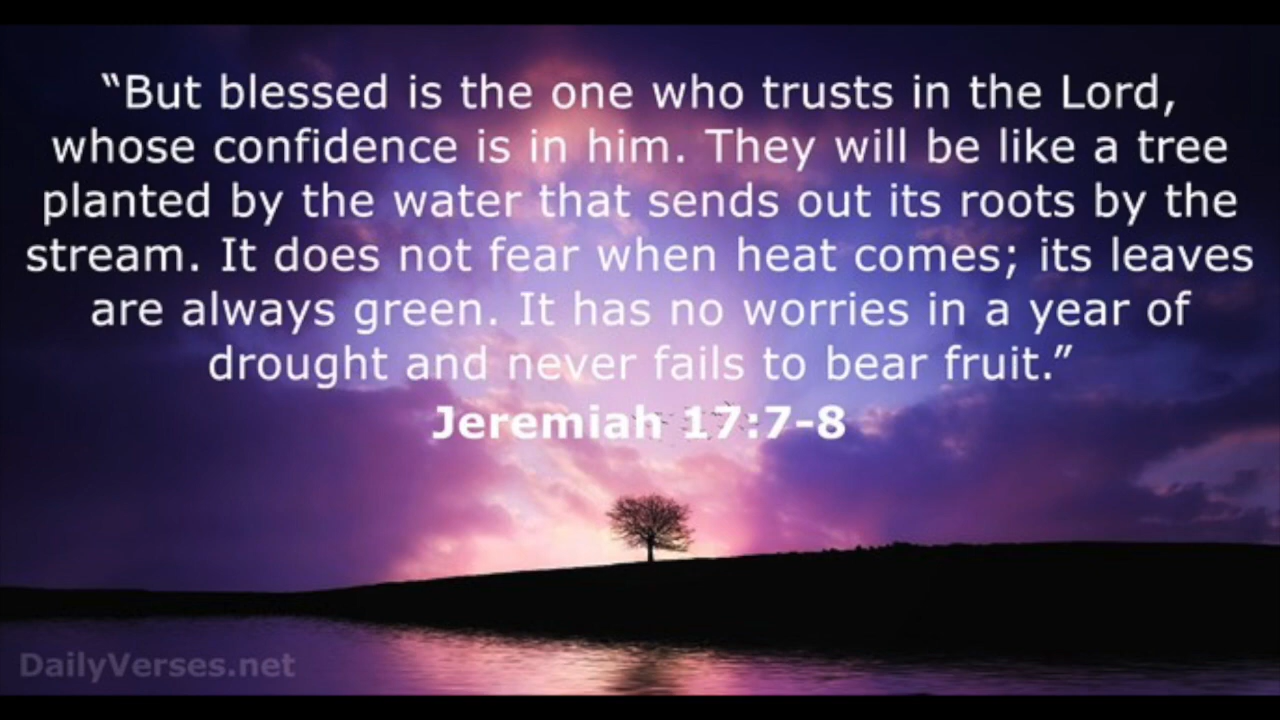 “But blessed is the one who trusts in the Lord,
whose confidence is in him. They will be like a tree
planted by the water that sends out its roots by the
stream. It does not fear when heat comes; its leaves
are always green. It has no worries in a year of
drought and never fails to bear fruit.”
Jeremiah 17:7-8
DailyVerses.net